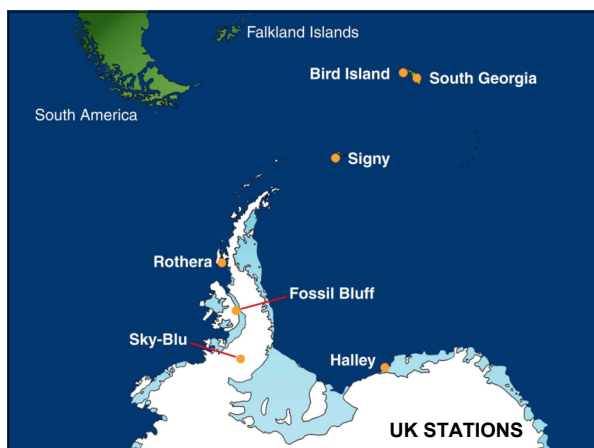 Falkland Islands
Bird Island
South Georgia
South America
Signy
Rothera
Fossil Bluff
Sky-Blu
Halley
UK STATIONS